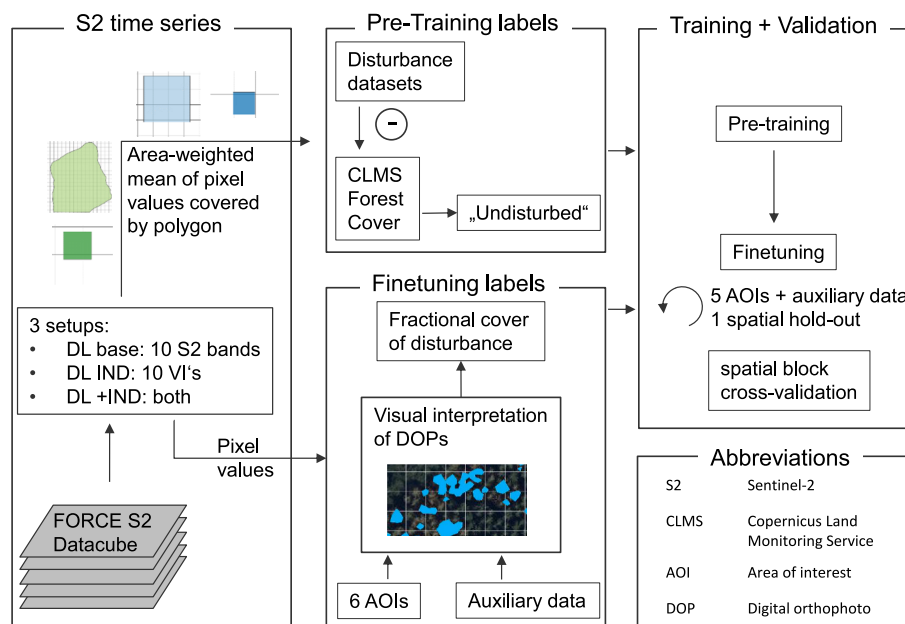 S2 time series
Area-weighted
mean of pixel
values covered
by polygon
3 setups:
• DL base: 10 S2 bands
• DL IND: 10 VI‘s
• DL +IND: both
Pixel
values
FORCE S2
Datacube
Pre-Training labels
Disturbance
datasets
CLMS
Forest
Cover
„Undisturbed“
Finetuning labels
Fractional cover
of disturbance
Visual interpretation
of DOPs
6 AOIs
Auxiliary data
Training + Validation
Pre-training
Finetuning
5 AOIs + auxiliary data
1 spatial hold-out
spatial block
cross-validation
Abbreviations
S2 Sentinel-2
CLMS Copernicus Land
Monitoring Service
AOI Area of interest
DOP Digital orthophoto